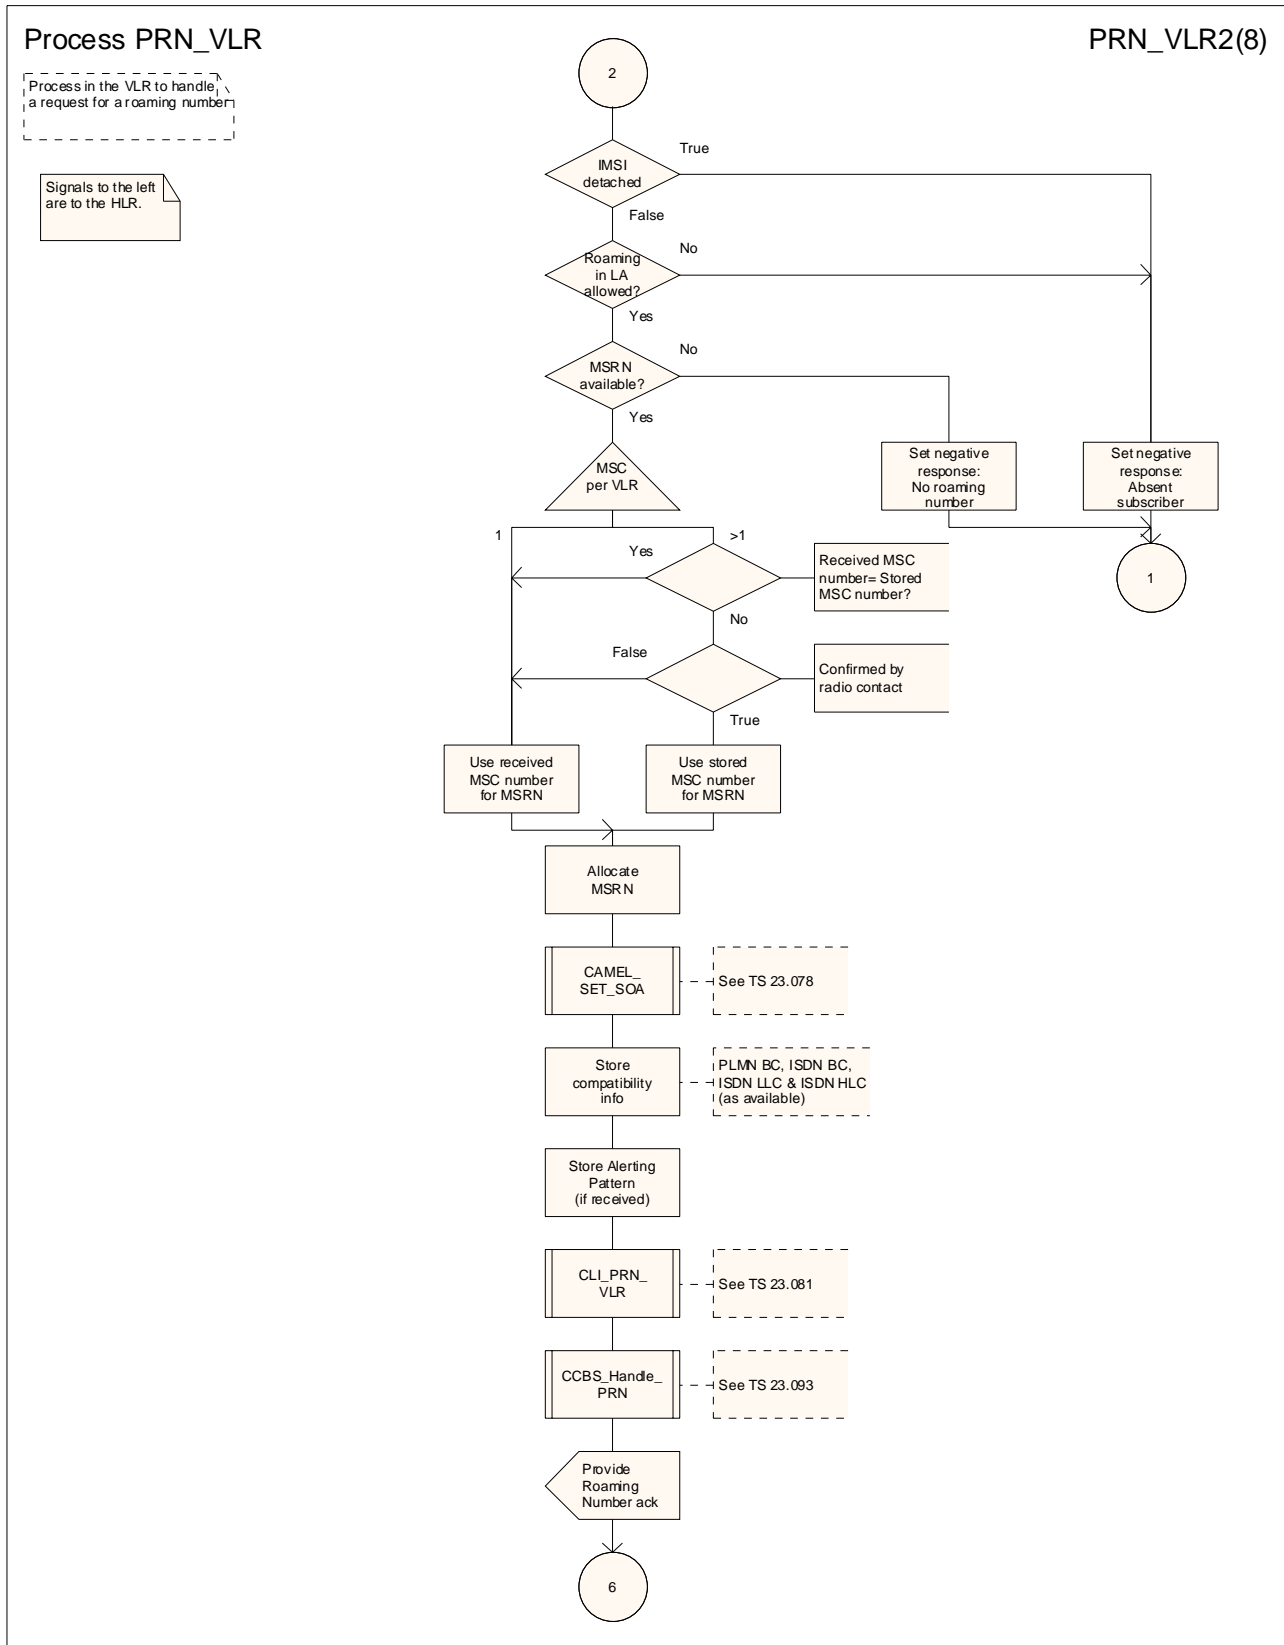 Process PRN_VLR
PRN_VLR2(8)
Process in the VLR to handle
a request for a roaming number
Signals to the left
are to the HLR.
2
IMSI
detached
True
False
Roaming
in LA
allowed?
No
Yes
MSRN
available?
No
Yes
MSC
per VLR
Set negative
response:
No roaming
number
Set negative
response:
Absent
subscriber
1
>1
Yes
Received MSC
number= Stored
MSC number?
1
No
False
Confirmed by
radio contact
True
Use received
MSC number
for MSRN
Use stored
MSC number
for MSRN
Allocate
MSRN
CAMEL_
SET_SOA
See TS 23.078
Store
compatibility
info
PLMN BC, ISDN BC,
ISDN LLC & ISDN HLC
(as available)
Store Alerting
Pattern
(if received)
CLI_PRN_
VLR
See TS 23.081
CCBS_Handle_
PRN
See TS 23.093
Provide
Roaming
Number ack
6